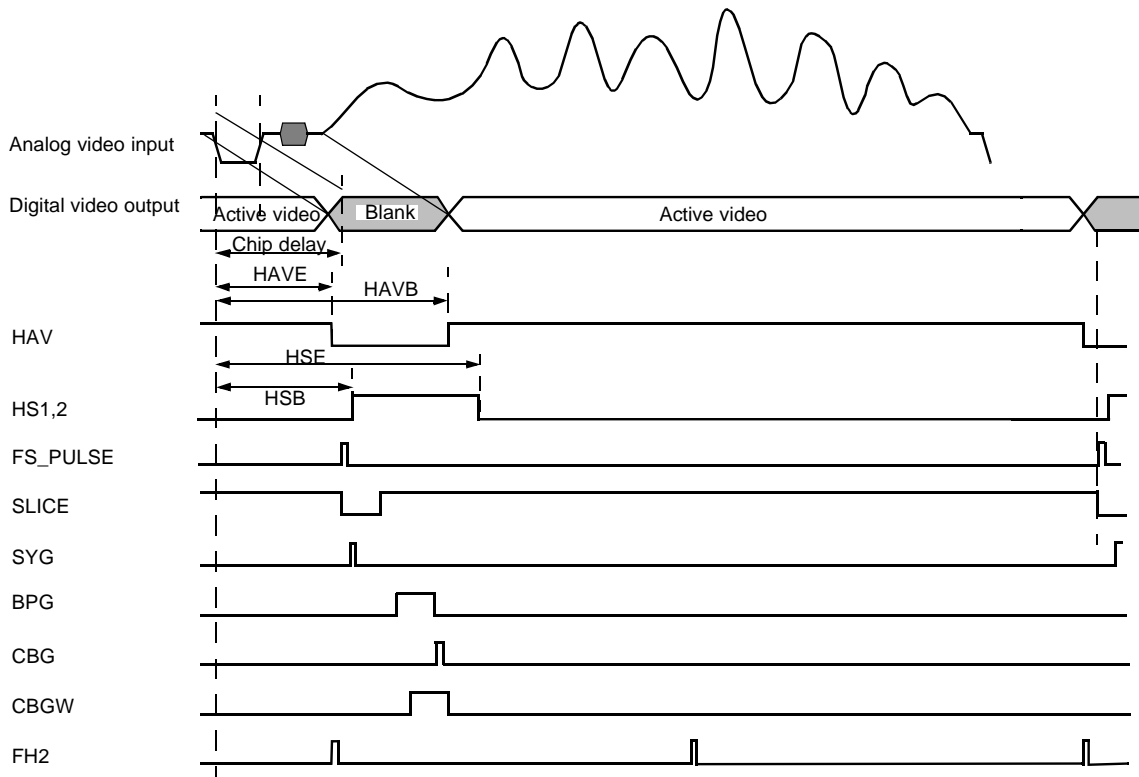 Analog video input
Digital video output
Active video
Blank
Active video
Chip delay
HAVE
HAVB
HAV
HSE
HSB
HS1,2
FS_PULSE
SLICE
SYG
BPG
CBG
CBGW
FH2